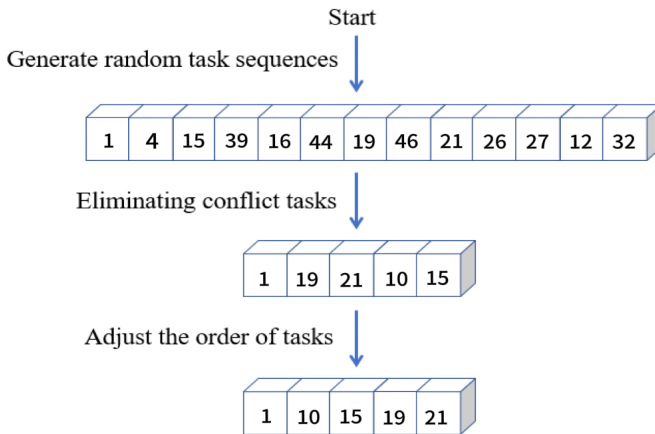 Start
Generate random task sequences
1 4 15 39 16 44 19 46 21 26 27 12 32
Eliminating conflict tasks
1 19 21 10 15
Adjust the order of tasks
1 10 15 19 21